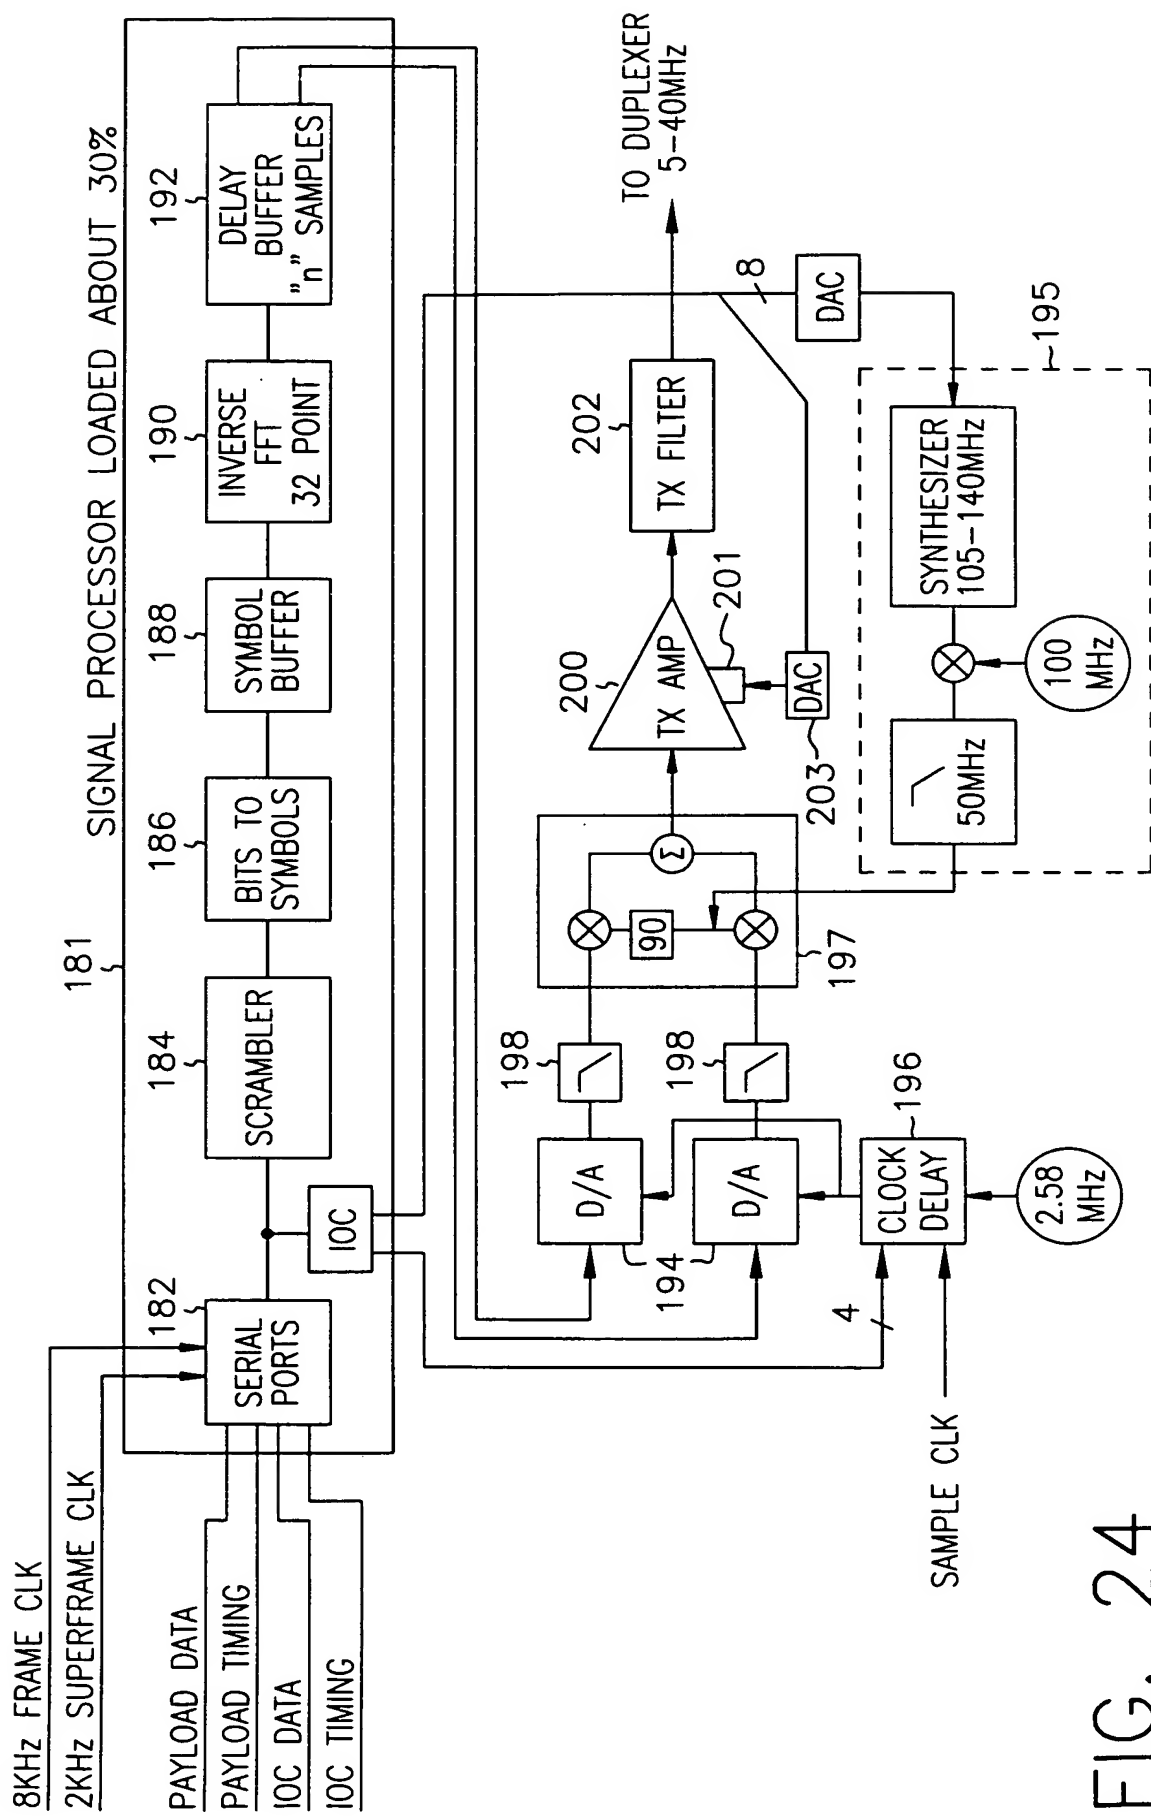 8KHz FRAME CLK
2KHz SUPERFRAME CLK
PAYLOAD DATA
PAYLOAD TIMING
IOC DATA
IOC TIMING
181
SIGNAL PROCESSOR LOADED ABOUT 30%
182
SERIAL
PORTS
IOC
184
SCRAMBLER
186
BITS TO
SYMBOLS
188
SYMBOL
BUFFER
190
INVERSE
FFT
32 POINT
192
DELAY
BUFFER
"n" SAMPLES
194
D/A
D/A
198
198
90
Σ
197
200
TX AMP
201
DAC
203
202
TX FILTER
TO DUPLEXER
5-40MHz
8
DAC
195
SYNTHESIZER
105-140MHz
100
MHz
50MHz
4
196
CLOCK
DELAY
2.58
MHz
SAMPLE CLK
FIG. 24